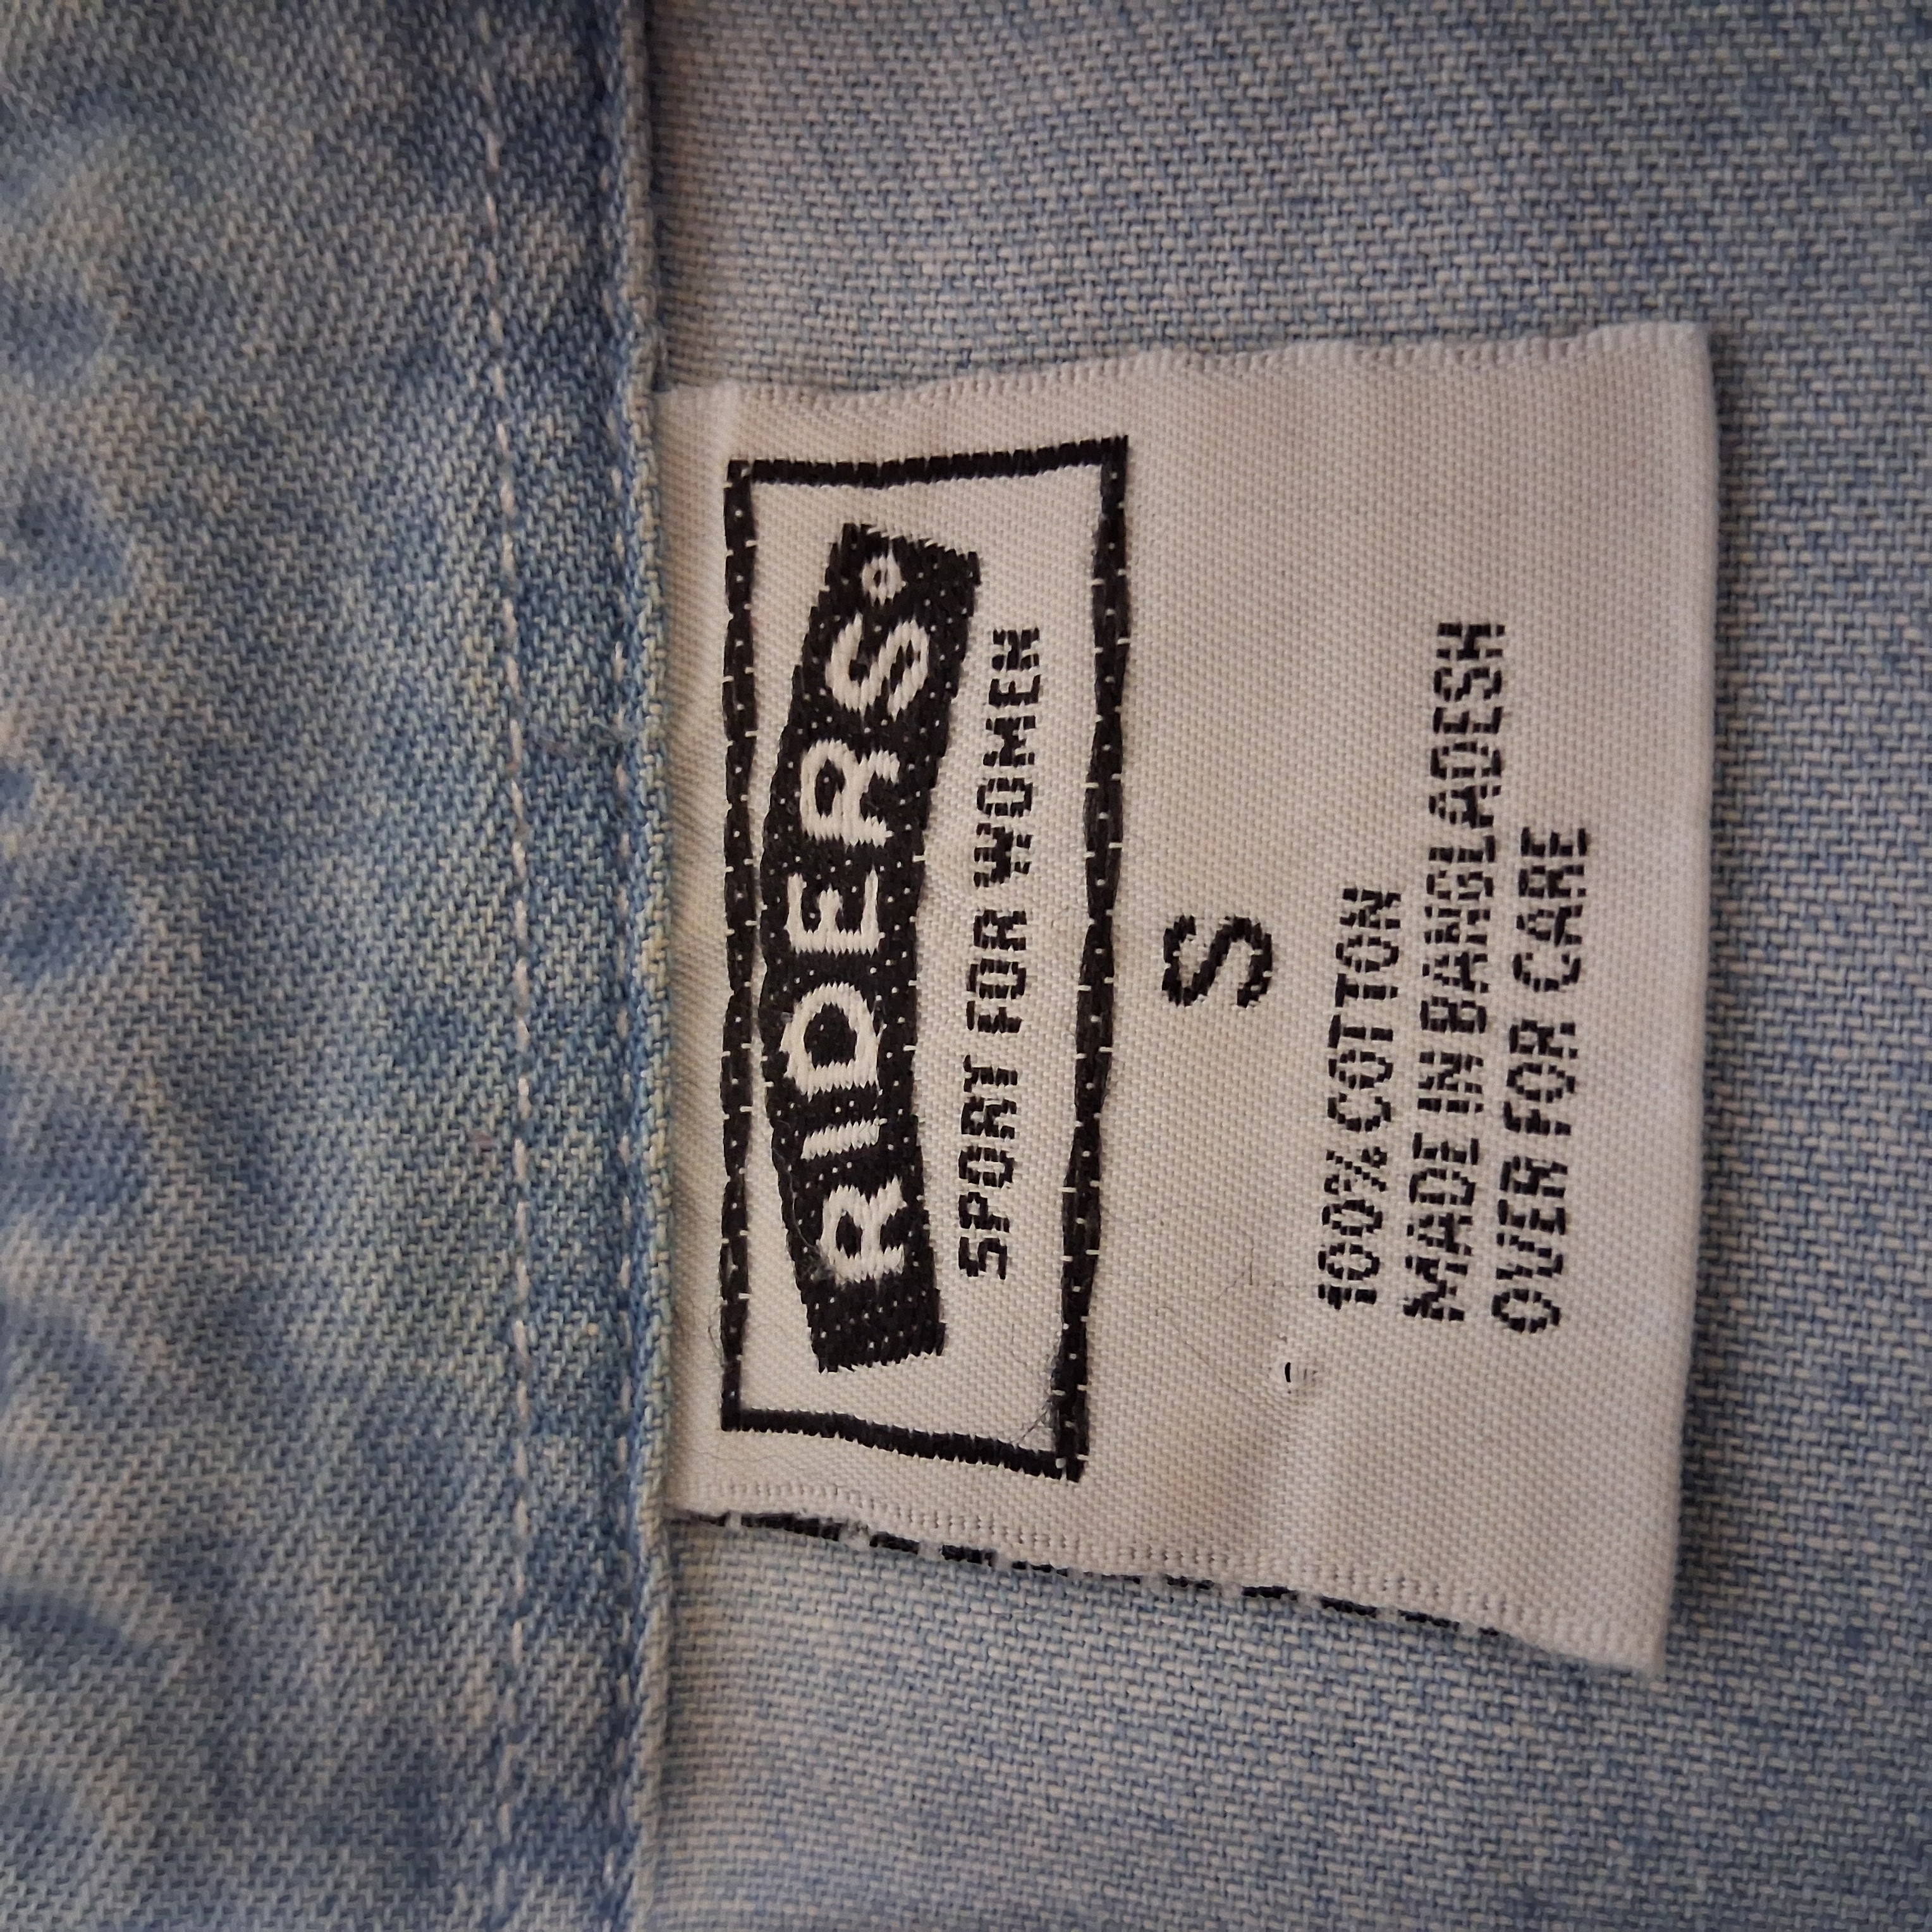 RIDERS®
SPORT FOR WOMEN
S
100% COTTON
MADE IN BANGLADESH
OVER FOR CARE